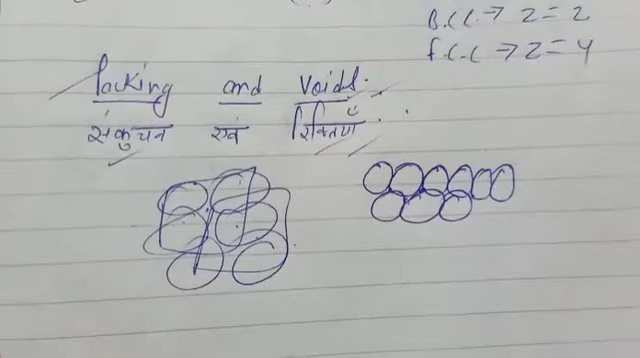 B.C.C. → Z = 2
F.C.C → Z = 4
Packing and Voids.
संकुचन एवं रिक्तियाँ .